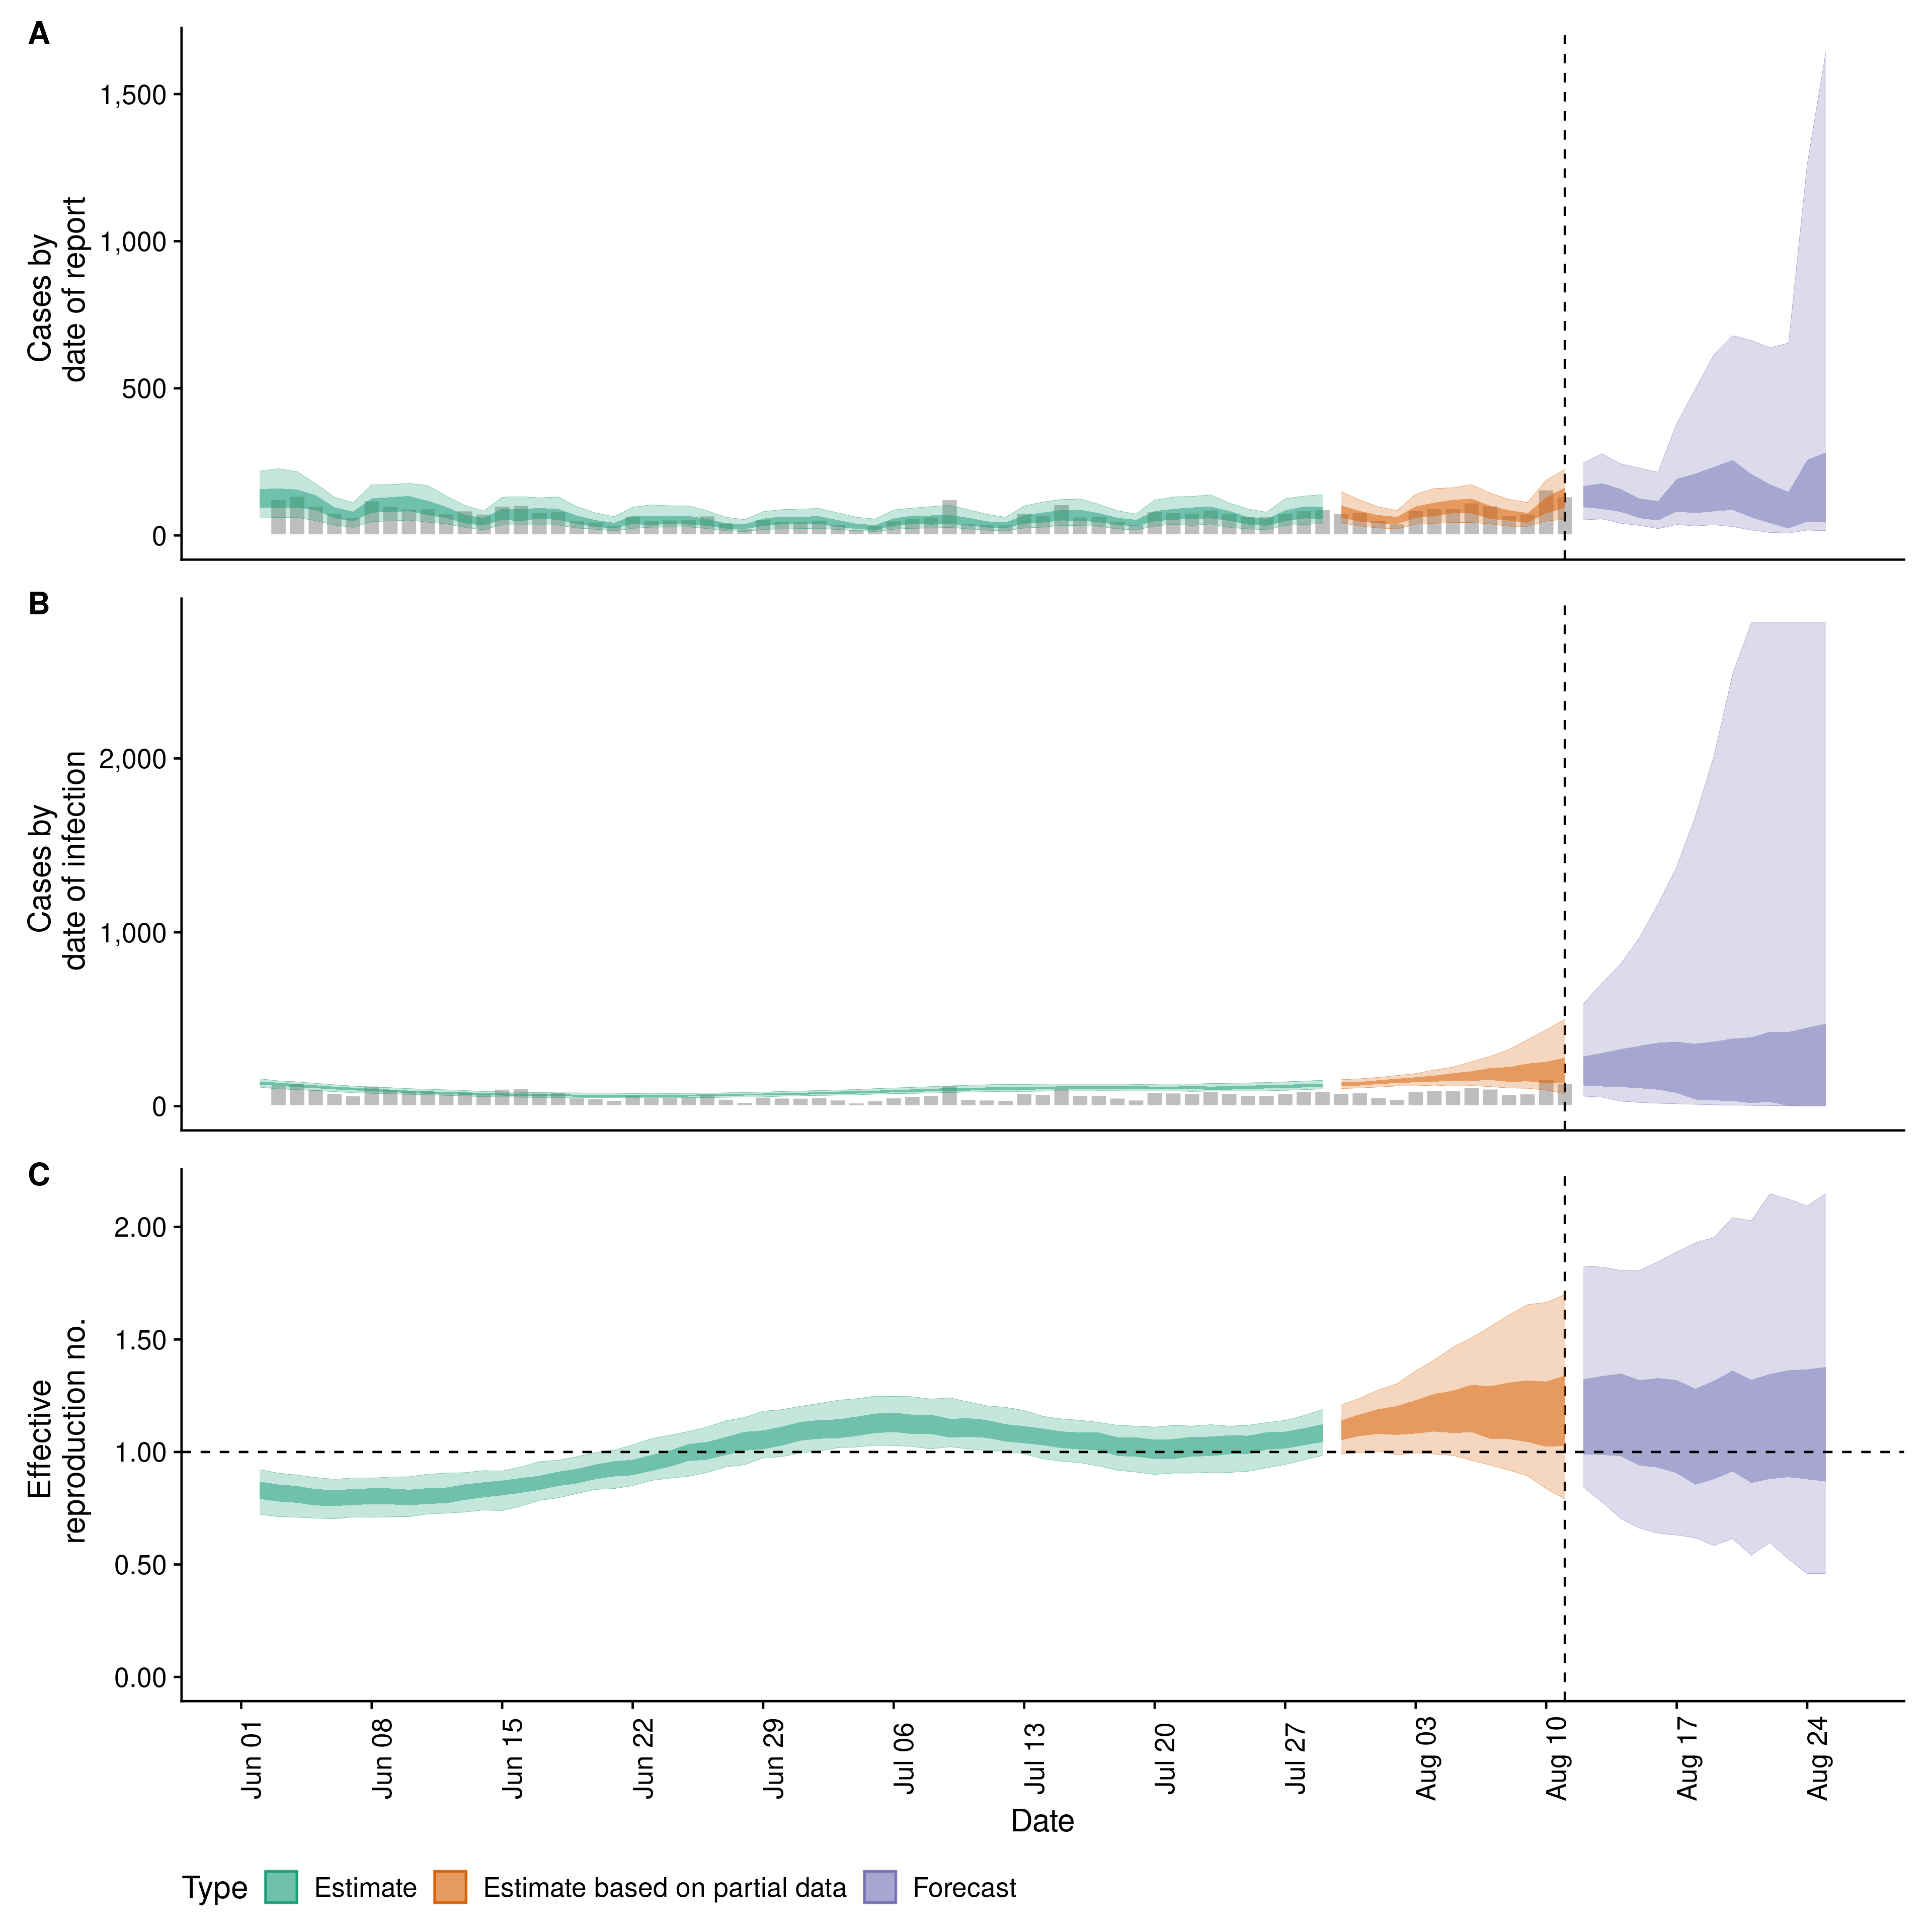 A
Cases by
date of report
1,500
1,000
500
0
B
Cases by
date of infection
2,000
1,000
0
C
Effective
reproduction no.
2.00
1.50
1.00
0.50
0.00
Jun 01
Jun 08
Jun 15
Jun 22
Jun 29
Jul 06
Jul 13
Jul 20
Jul 27
Aug 03
Aug 10
Aug 17
Aug 24
Date
Type Estimate Estimate based on partial data Forecast